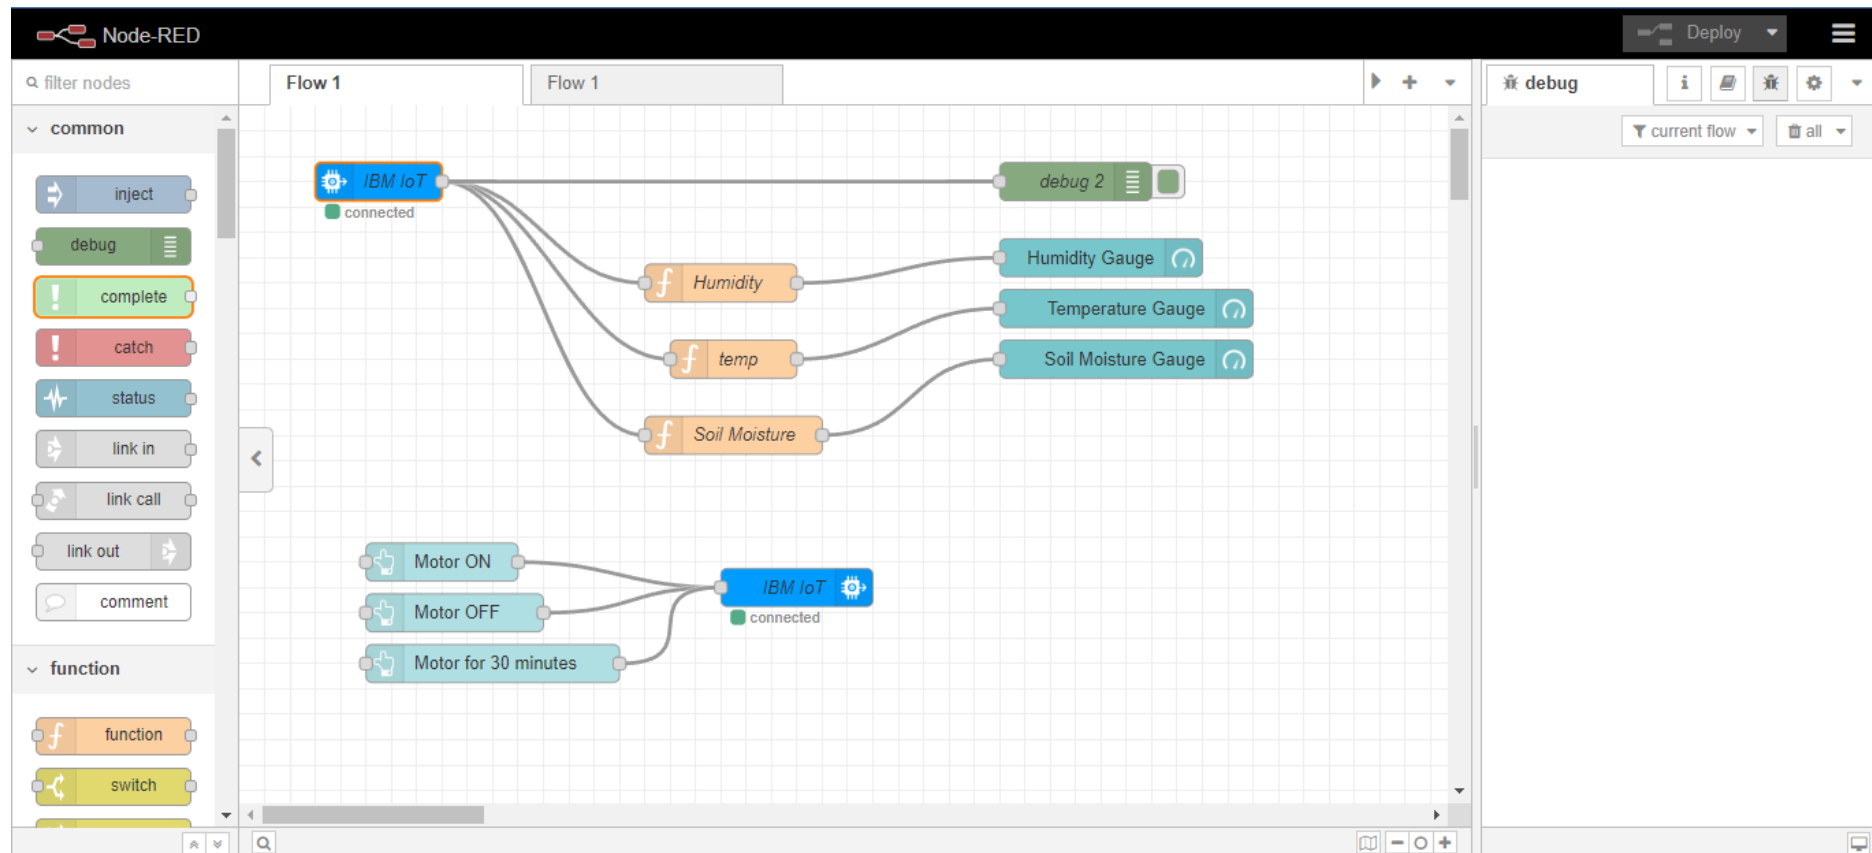 Node-RED
Deploy
filter nodes
Flow 1
Flow 1
debug
i
current flow
all
common
inject
debug
complete
catch
status
link in
link call
link out
comment
function
function
switch
IBM IoT
connected
debug 2
Humidity
Humidity Gauge
temp
Temperature Gauge
Soil Moisture
Soil Moisture Gauge
Motor ON
Motor OFF
Motor for 30 minutes
IBM IoT
connected